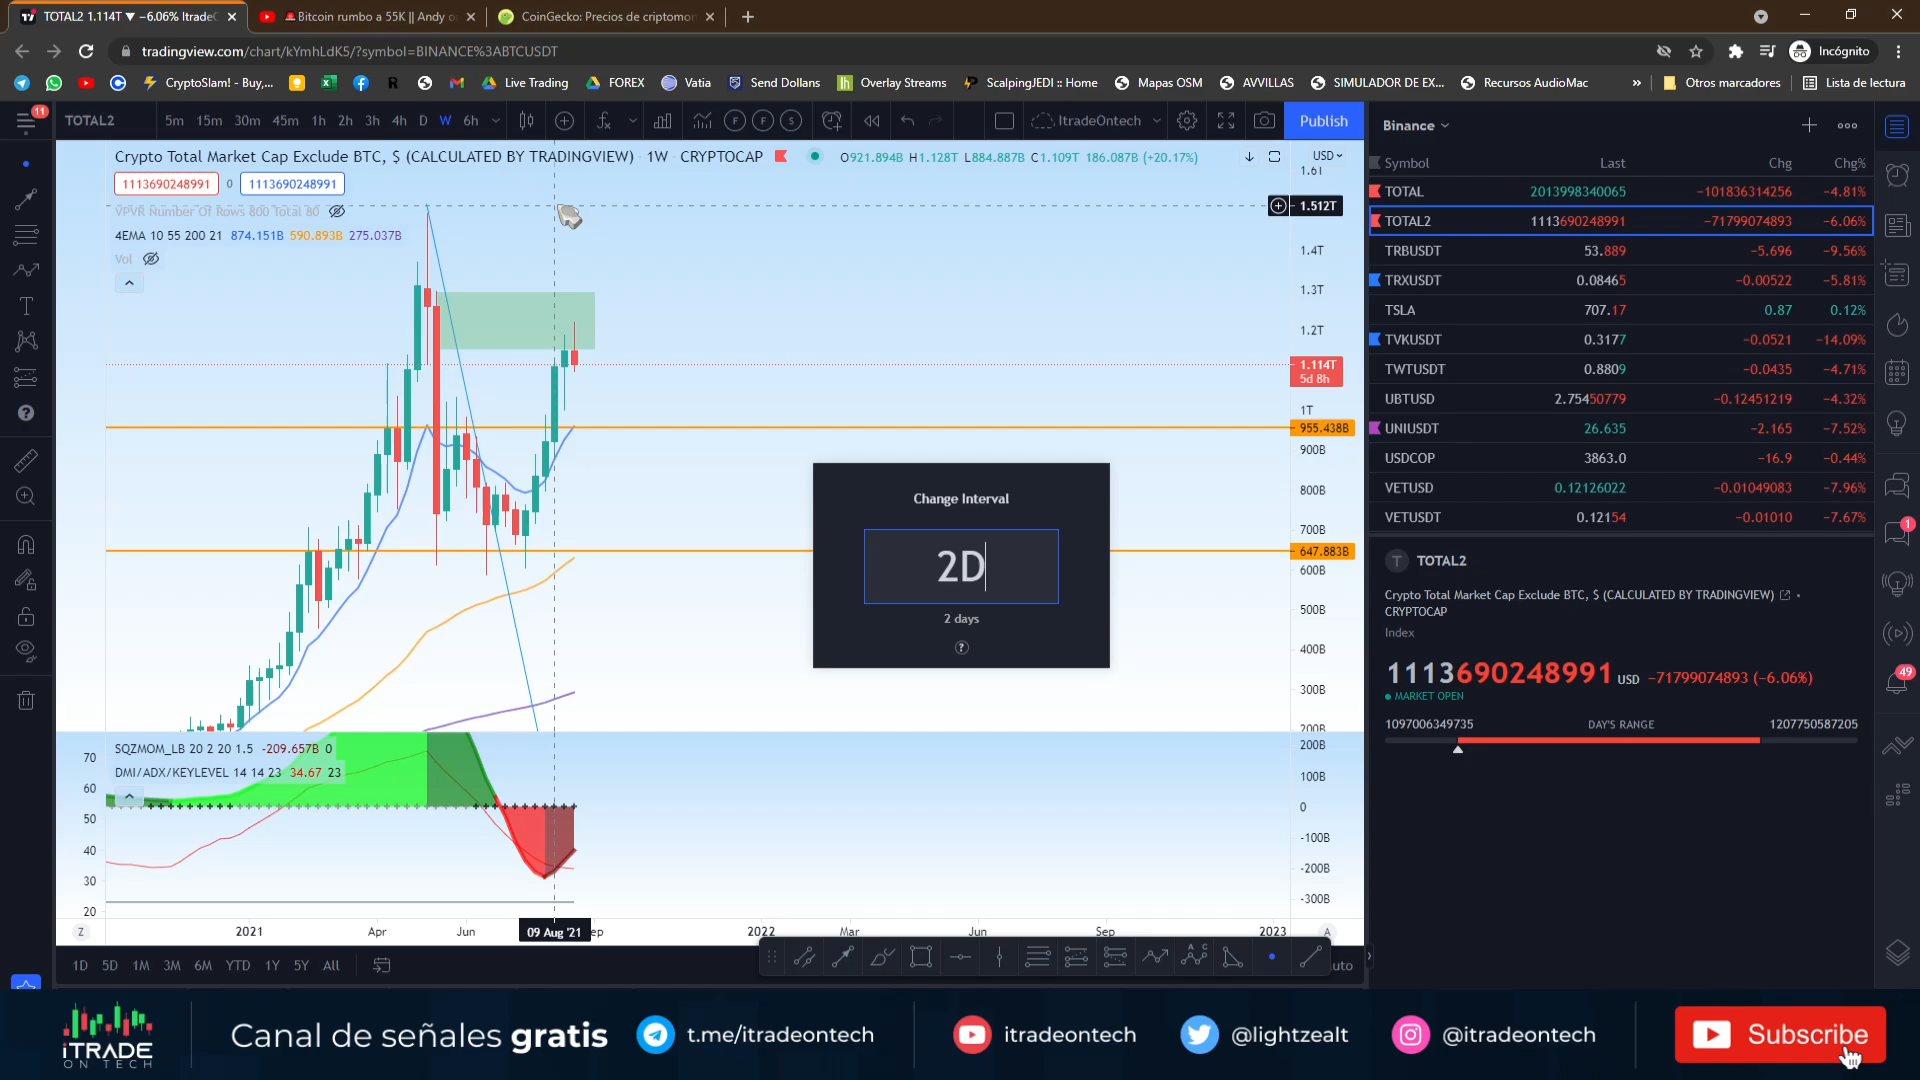 TOTAL2 1.114T ▼ −6.06% ItradeO
Bitcoin rumbo a 55K || Andy on
CoinGecko: Precios de criptomon
tradingview.com/chart/kYmhLdK5/?symbol=BINANCE%3ABTCUSDT
Incógnito
CryptoSlam! - Buy,...
Live Trading
FOREX
Vatia
Send Dollans
Overlay Streams
ScalpingJEDI :: Home
Mapas OSM
AVVILLAS
SIMULADOR DE EX...
Recursos AudioMac
»
Otros marcadores
Lista de lectura
11
TOTAL2
5m 15m 30m 45m 1h 2h 3h 4h D W 6h
F F S
ItradeOntech
Publish
Crypto Total Market Cap Exclude BTC, $ (CALCULATED BY TRADINGVIEW) 1W CRYPTOCAP
O921.894B H1.128T L884.887B C1.109T 186.087B (+20.17%)
USD
1113690248991 0 1113690248991
VPVR Number Of Rows 800 Total 80
4EMA 10 55 200 21 874.151B 590.893B 275.037B
Vol
1.6T
1.512T
1.4T
1.3T
1.2T
1.114T
5d 8h
1T
955.438B
900B
800B
700B
647.883B
600B
500B
400B
300B
200B
Change Interval
2D
2 days
?
SQZMOM_LB 20 2 20 1.5 -209.657B 0
DMI/ADX/KEYLEVEL 14 14 23 34.67 23
70
60
50
40
30
20
200B
100B
0
-100B
-200B
-300B
Z
2021 Apr Jun 09 Aug '21 ep 2022 Mar Jun Sep 2023
A
1D 5D 1M 3M 6M YTD 1Y 5Y All
uto
Binance
Symbol Last Chg Chg%
TOTAL 2013998340065 −101836314256 −4.81%
TOTAL2 1113690248991 −71799074893 −6.06%
TRBUSDT 53.889 −5.696 −9.56%
TRXUSDT 0.08465 −0.00522 −5.81%
TSLA 707.17 0.87 0.12%
TVKUSDT 0.3177 −0.0521 −14.09%
TWTUSDT 0.8809 −0.0435 −4.71%
UBTUSD 2.75450779 −0.12451219 −4.32%
UNIUSDT 26.635 −2.165 −7.52%
USDCOP 3863.0 −16.9 −0.44%
VETUSD 0.12126022 −0.01049083 −7.96%
VETUSDT 0.12154 −0.01010 −7.67%
T TOTAL2
Crypto Total Market Cap Exclude BTC, $ (CALCULATED BY TRADINGVIEW)
CRYPTOCAP
Index
1113690248991 USD −71799074893 (−6.06%)
MARKET OPEN
1097006349735 DAY'S RANGE 1207750587205
1
49
iTRADE
ON TECH
Canal de señales gratis
t.me/itradeontech
itradeontech
@lightzealt
@itradeontech
Subscribe